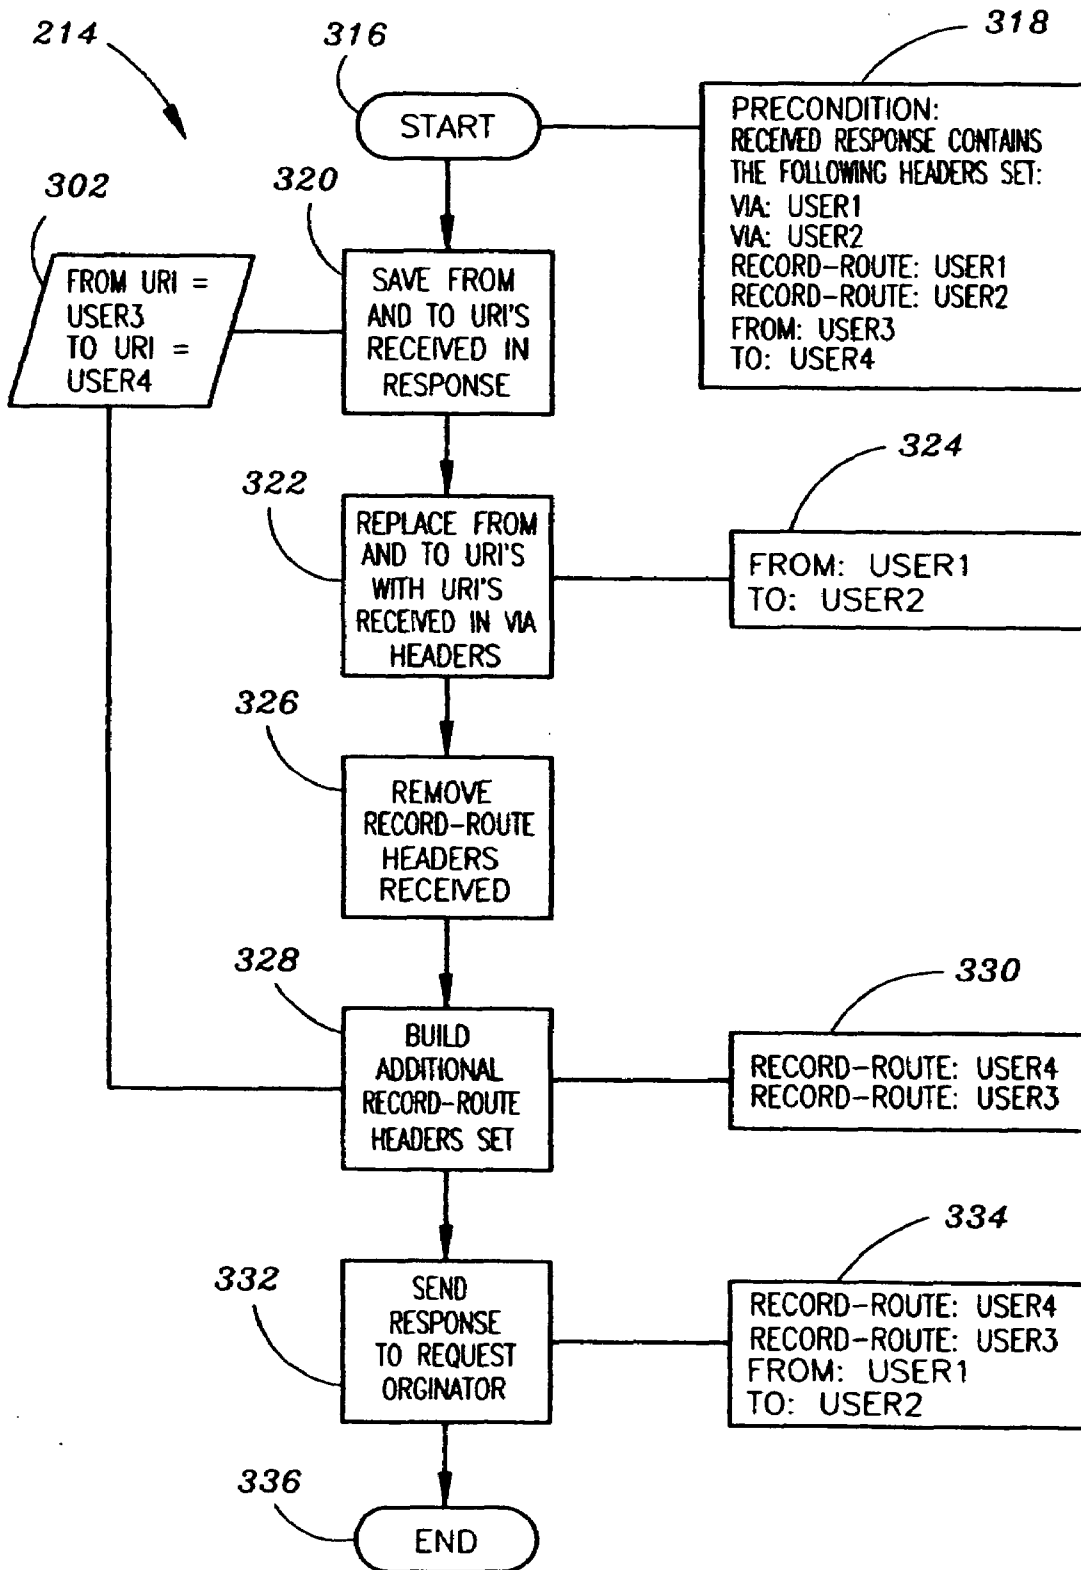 214
316
318
START
PRECONDITION:
RECEIVED RESPONSE CONTAINS
THE FOLLOWING HEADERS SET:
VIA: USER1
VIA: USER2
RECORD-ROUTE: USER1
RECORD-ROUTE: USER2
FROM: USER3
TO: USER4
302
FROM URI =
USER3
TO URI =
USER4
320
SAVE FROM
AND TO URI'S
RECEIVED IN
RESPONSE
322
REPLACE FROM
AND TO URI'S
WITH URI'S
RECEIVED IN VIA
HEADERS
324
FROM: USER1
TO: USER2
326
REMOVE
RECORD-ROUTE
HEADERS
RECEIVED
328
BUILD
ADDITIONAL
RECORD-ROUTE
HEADERS SET
330
RECORD-ROUTE: USER4
RECORD-ROUTE: USER3
332
SEND
RESPONSE
TO REQUEST
ORGINATOR
334
RECORD-ROUTE: USER4
RECORD-ROUTE: USER3
FROM: USER1
TO: USER2
336
END